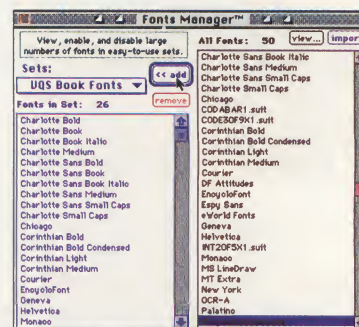 Fonts Manager™
View, enable, and disable large
numbers of fonts in easy-to-use sets.
Sets:
UQS Book Fonts
<< add
Fonts in Set: 26
remove
Charlotte Bold
Charlotte Book
Charlotte Book Italic
Charlotte Medium
Charlotte Sans Bold
Charlotte Sans Book
Charlotte Sans Book Italic
Charlotte Sans Medium
Charlotte Sans Small Caps
Charlotte Small Caps
Chicago
Corinthian Bold
Corinthian Bold Condensed
Corinthian Light
Corinthian Medium
Courier
EncycloFont
Geneva
Helvetica
Monaco
All Fonts: 50
view...
impor
Charlotte Sans Book Italic
Charlotte Sans Medium
Charlotte Sans Small Caps
Charlotte Small Caps
Chicago
CODABAR1.suit
CODE3OF9X1.suit
Corinthian Bold
Corinthian Bold Condensed
Corinthian Light
Corinthian Medium
Courier
DF Attitudes
EncycloFont
Espy Sans
eWorld Fonts
Geneva
Helvetica
INT2OF5X1.suit
Monaco
MS LineDraw
MT Extra
New York
OCR-A
Palatino